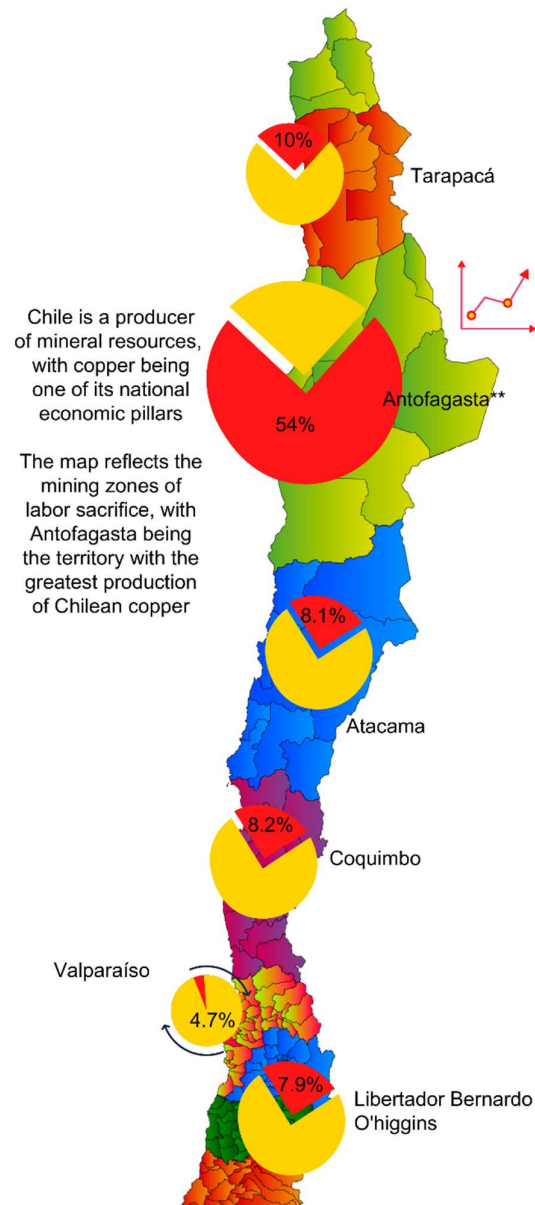 10%
Tarapacá
Chile is a producer
of mineral resources,
with copper being
one of its national
economic pillars
Antofagasta**
54%
The map reflects the
mining zones of
labor sacrifice, with
Antofagasta being
the territory with the
greatest production
of Chilean copper
8.1%
Atacama
8.2%
Coquimbo
Valparaíso
4.7%
7.9%
Libertador Bernardo
O'higgins